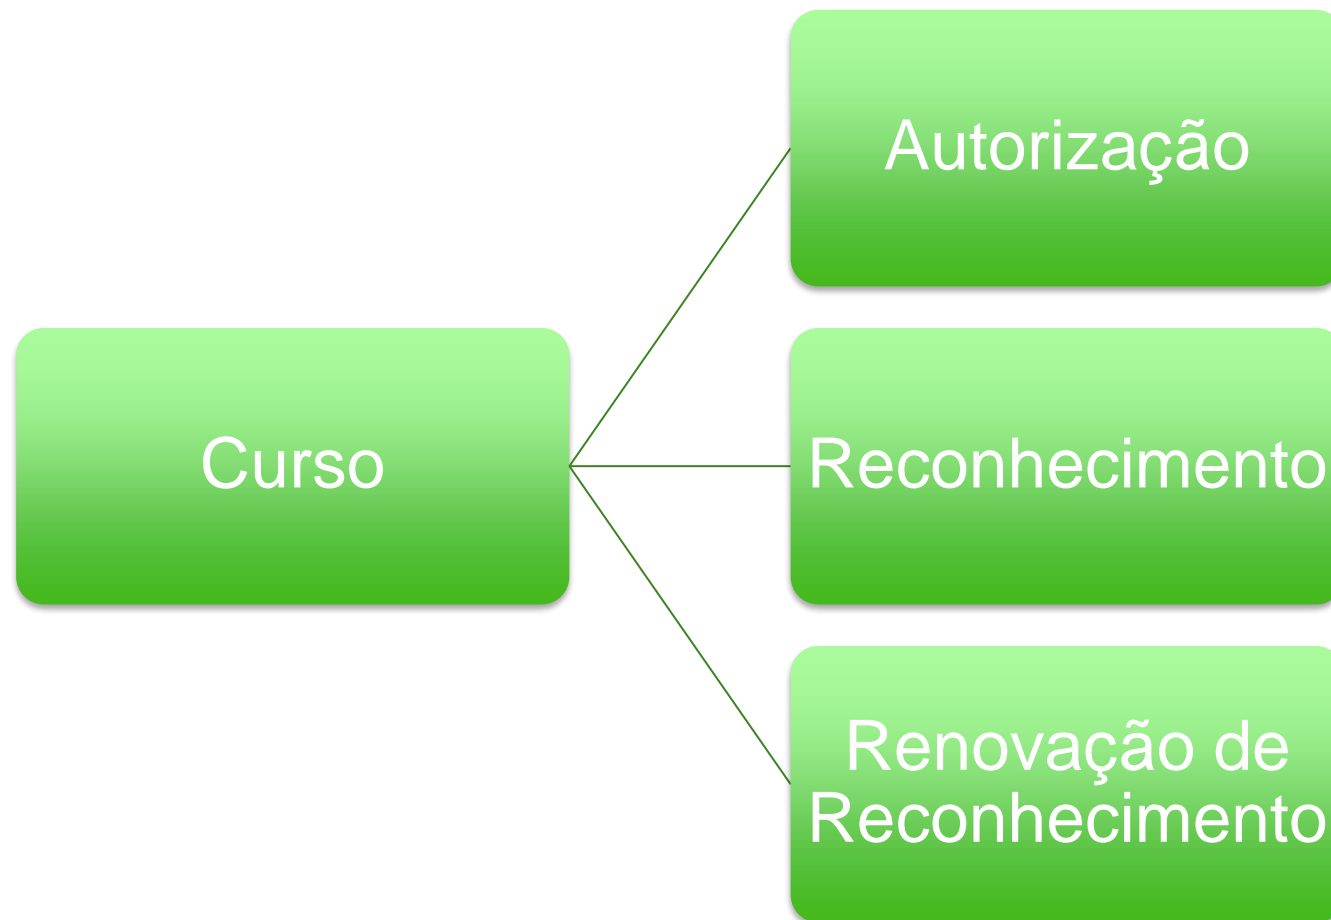 Autorização
Curso
Reconhecimento
Renovação de
Reconhecimento